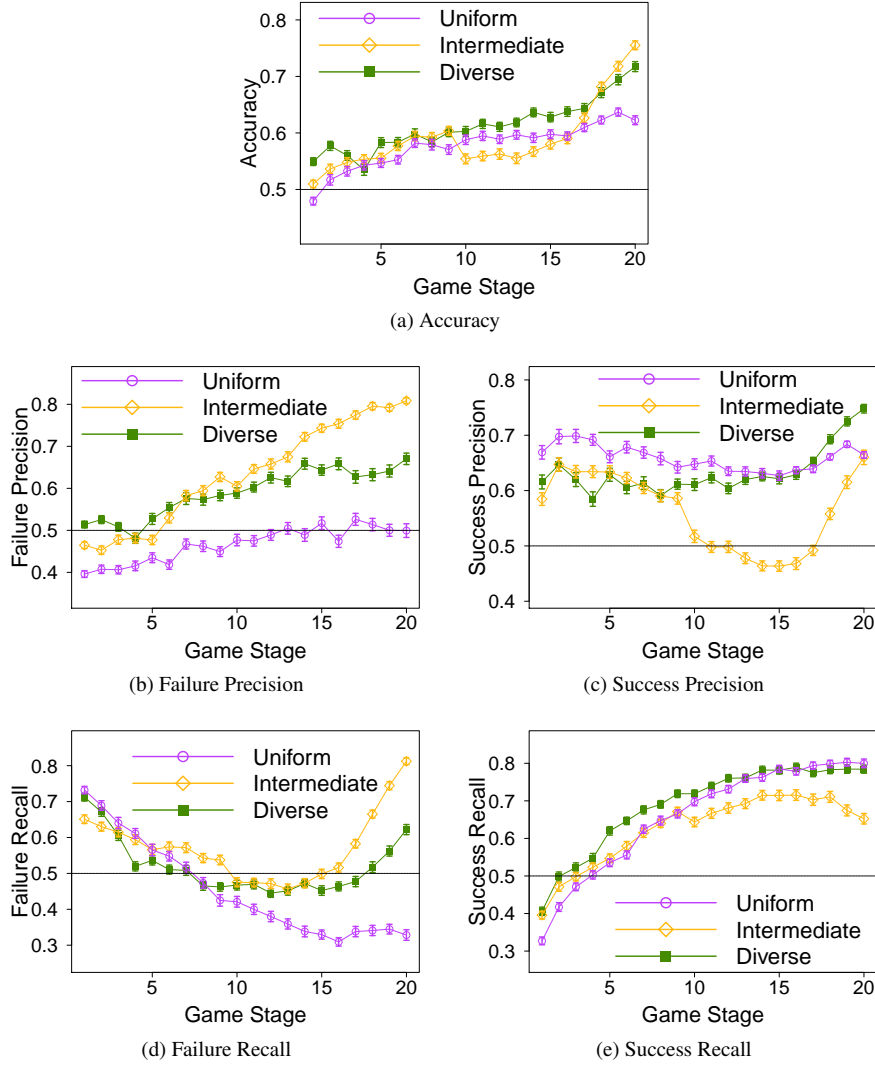 Uniform
Intermediate
Diverse
Accuracy
0.8
0.7
0.6
0.5
5 10 15 20
Game Stage
(a) Accuracy
Uniform
Intermediate
Diverse
Failure Precision
0.8
0.7
0.6
0.5
0.4
5 10 15 20
Game Stage
(b) Failure Precision
Uniform
Intermediate
Diverse
Success Precision
0.8
0.7
0.6
0.5
0.4
5 10 15 20
Game Stage
(c) Success Precision
Uniform
Intermediate
Diverse
Failure Recall
0.8
0.7
0.6
0.5
0.4
0.3
5 10 15 20
Game Stage
(d) Failure Recall
Uniform
Intermediate
Diverse
Success Recall
0.8
0.7
0.6
0.5
0.4
0.3
5 10 15 20
Game Stage
(e) Success Recall